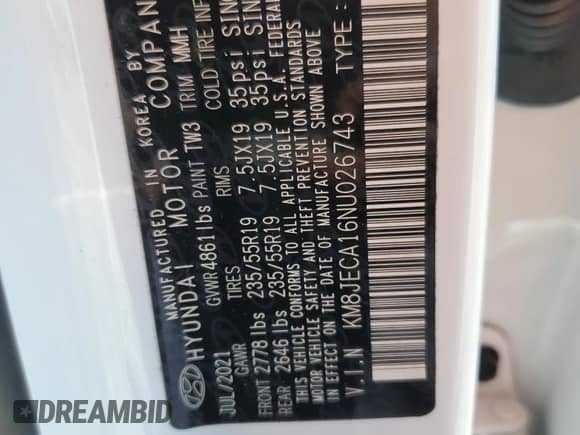 MANUFACTURED IN KOREA BY
HYUNDAI MOTOR COMPAN
JUL/2021 GVWR 4861 lbs PAINT TW3 TRIM MMH
GAWR TIRES RIMS COLD TIRE INF
FRONT 2778 lbs 235/55R19 7.5JX19 35psi SIN
REAR 2646 lbs 235/55R19 7.5JX19 35psi SIN
THIS VEHICLE CONFORMS TO ALL APPLICABLE U.S.A. FEDERA
MOTOR VEHICLE SAFETY AND THEFT PREVENTION STANDARDS
IN EFFECT ON THE DATE OF MANUFACTURE SHOWN ABOVE
V.I.N KM8JECA16NU026743 TYPE:
DREAMBID